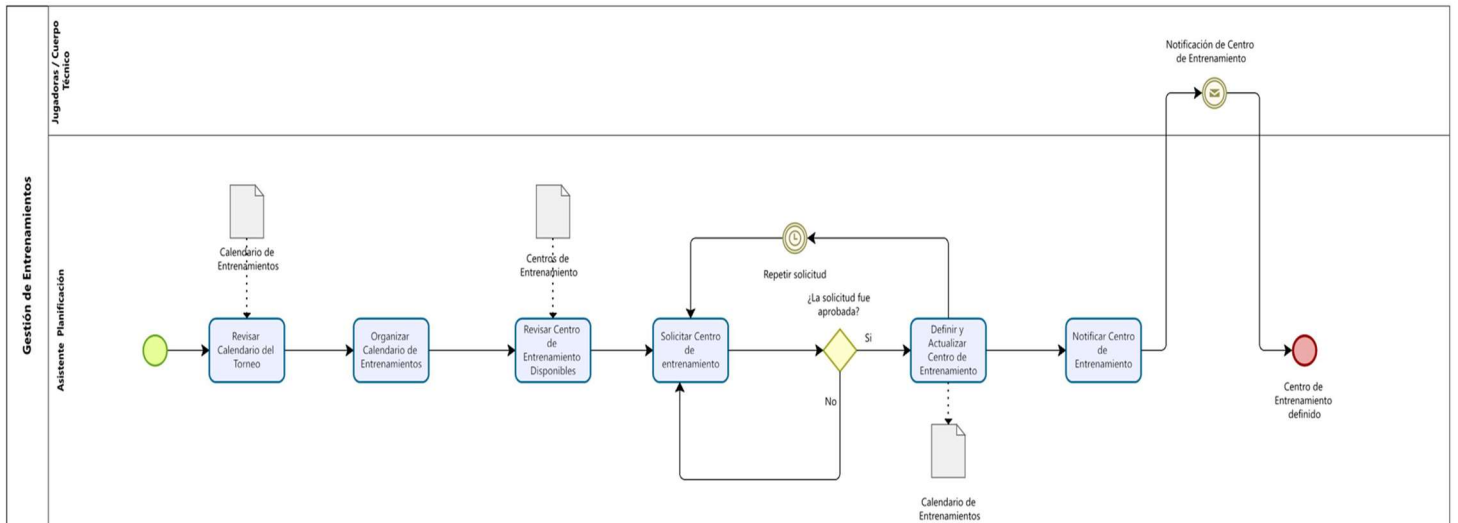 Gestión de Entrenamientos
Jugadoras / Cuerpo
Técnico
Notificación de Centro
de Entrenamiento
Asistente Planificación
Calendario de
Entrenamientos
Centros de
Entrenamiento
Repetir solicitud
¿La solicitud fue
aprobada?
Revisar
Calendario del
Torneo
Organizar
Calendario de
Entrenamientos
Revisar Centro
de
Entrenamiento
Disponibles
Solicitar Centro
de
entrenamiento
Si
No
Definir y
Actualizar
Centro de
Entrenamiento
Notificar Centro
de
Entrenamiento
Centro de
Entrenamiento
definido
Calendario de
Entrenamientos